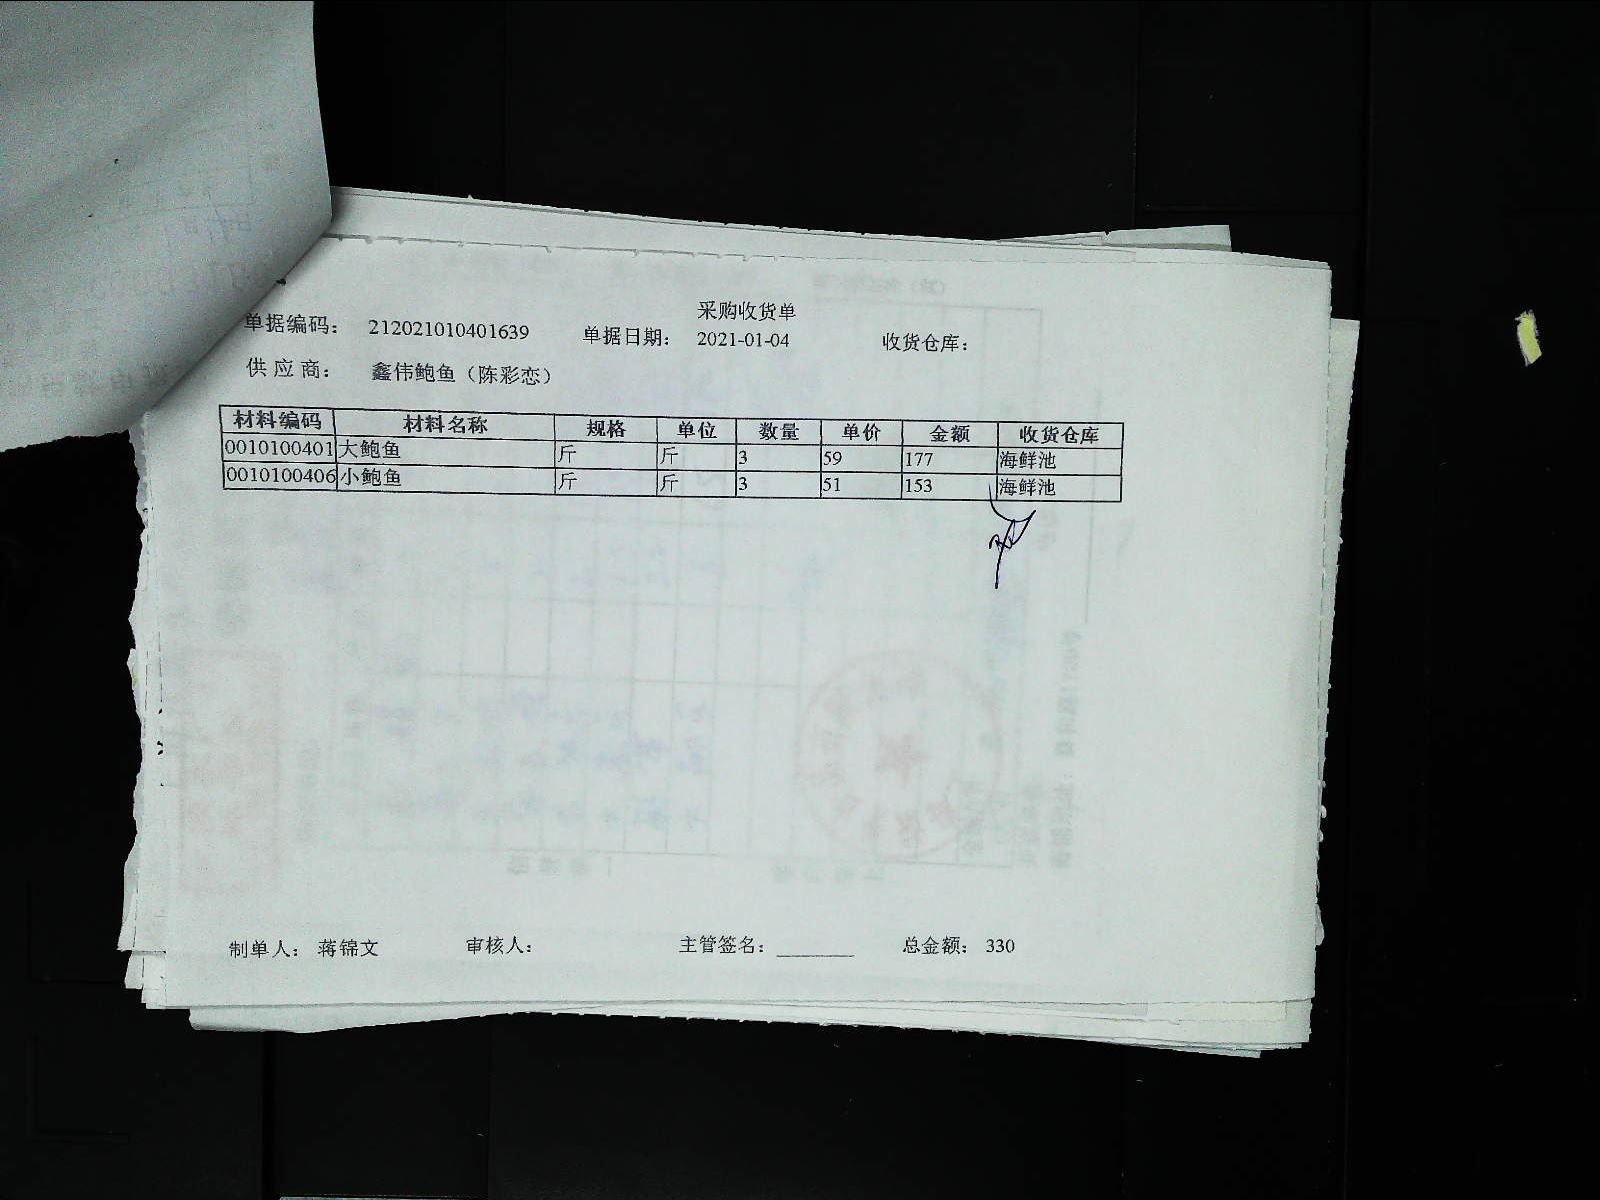 采购收货单
单据编码： 212021010401639 单据日期： 2021-01-04 收货仓库：
供应商： 鑫伟鲍鱼（陈彩恋）
材料编码 材料名称 规格 单位 数量 单价 金额 收货仓库
0010100401 大鲍鱼 斤 斤 3 59 177 海鲜池
0010100406 小鲍鱼 斤 斤 3 51 153 海鲜池
制单人： 蒋锦文 审核人： 主管签名：________ 总金额： 330